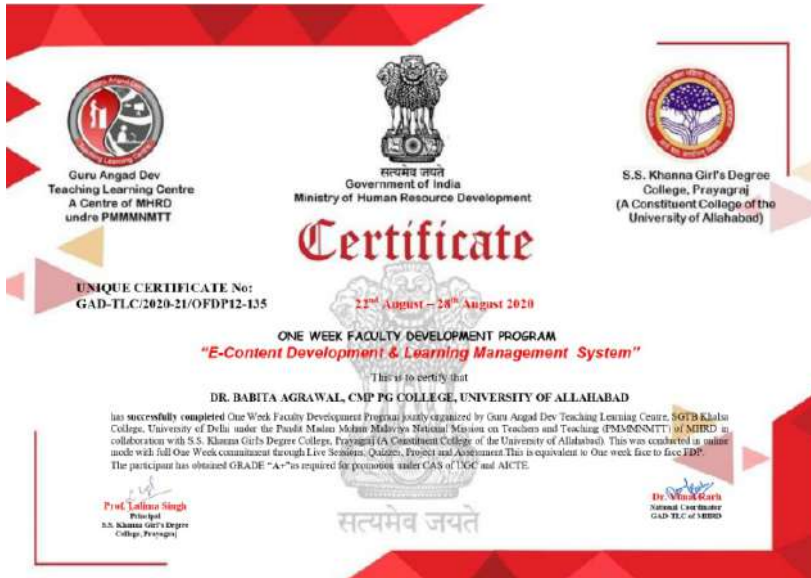 Guru Angad Dev
Teaching Learning Centre
Guru Angad Dev
Teaching Learning Centre
A Centre of MHRD
undre PMMMNMTT
सत्यमेव जयते
Government of India
Ministry of Human Resource Development
S.S. Khanna Girl's Degree
College, Prayagraj
(A Constituent College of the
University of Allahabad)
Certificate
UNIQUE CERTIFICATE No:
GAD-TLC/2020-21/OFDP12-135
22nd August – 28th August 2020
ONE WEEK FACULTY DEVELOPMENT PROGRAM
"E-Content Development & Learning Management System"
This is to certify that
DR. BABITA AGRAWAL, CMP PG COLLEGE, UNIVERSITY OF ALLAHABAD
has successfully completed One Week Faculty Development Program jointly organized by Guru Angad Dev Teaching Learning Centre, SGTB Khalsa
College, University of Delhi under the Pandit Madan Mohan Malaviya National Mission on Teachers and Teaching (PMMMNMTT) of MHRD in
collaboration with S.S. Khanna Girl's Degree College, Prayagraj (A Constituent College of the University of Allahabad). This was conducted in online
mode with full One Week commitment through Live Sessions, Quizzes, Project and Assessment.This is equivalent to One week face to face FDP.
The participant has obtained GRADE "A+"as required for promotion under CAS of UGC and AICTE.
Prof. Lalima Singh
Principal
S.S. Khanna Girl's Degree
College, Prayagraj
Dr. Vimal Rarh
National Coordinator
GAD-TLC of MHRD
सत्यमेव जयते